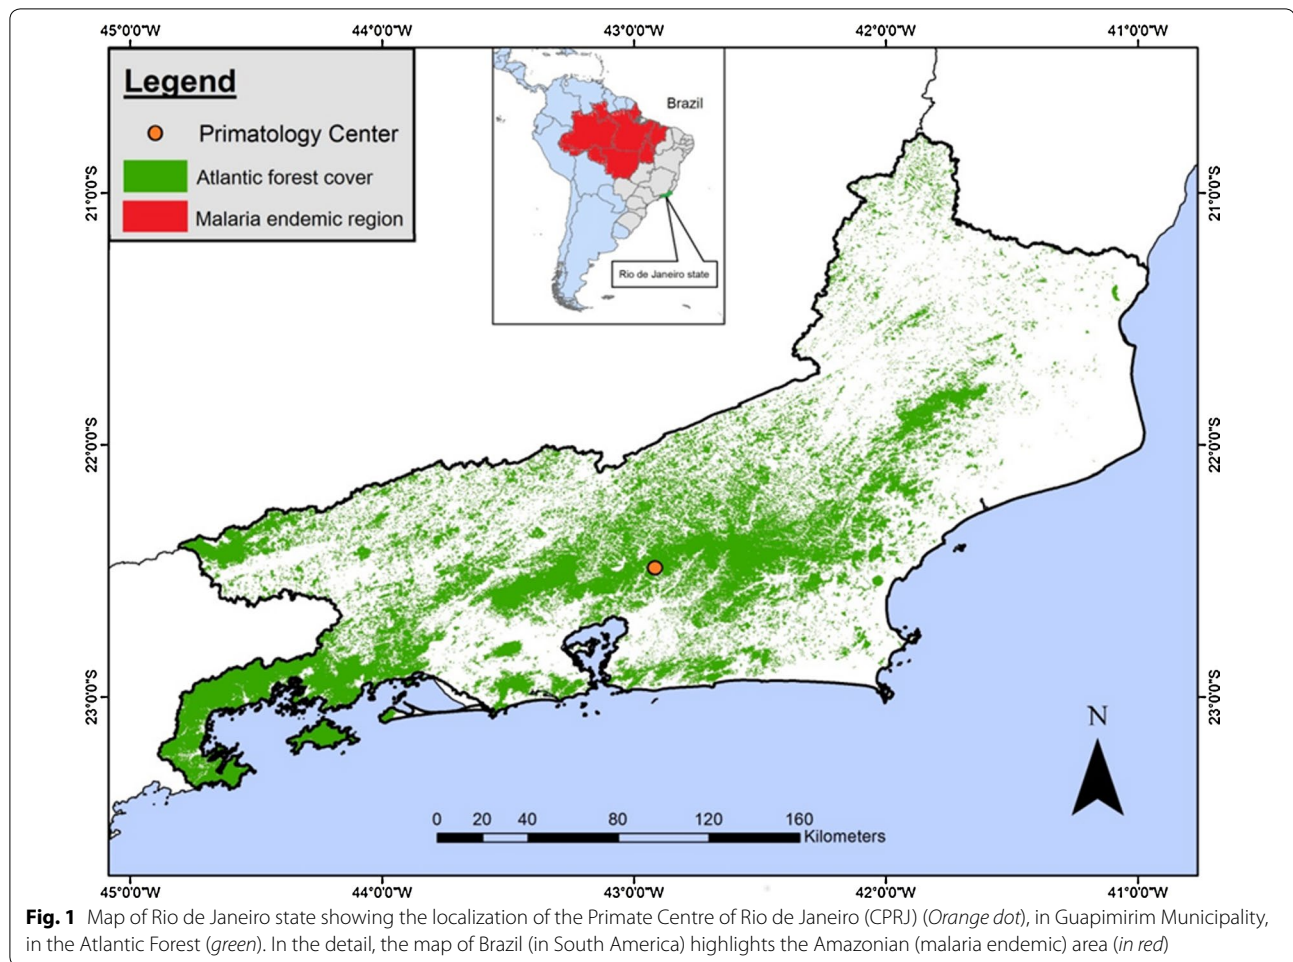 45°0'0"W 44°0'0"W 43°0'0"W 42°0'0"W 41°0'0"W
Legend
Primatology Center
Atlantic forest cover
Malaria endemic region
Brazil
Rio de Janeiro state
21°0'0"S 21°0'0"S
22°0'0"S 22°0'0"S
23°0'0"S 23°0'0"S
N
0 20 40 80 120 160
Kilometers
45°0'0"W 44°0'0"W 43°0'0"W 42°0'0"W 41°0'0"W
Fig. 1 Map of Rio de Janeiro state showing the localization of the Primate Centre of Rio de Janeiro (CPRJ) (Orange dot), in Guapimirim Municipality,
in the Atlantic Forest (green). In the detail, the map of Brazil (in South America) highlights the Amazonian (malaria endemic) area (in red)